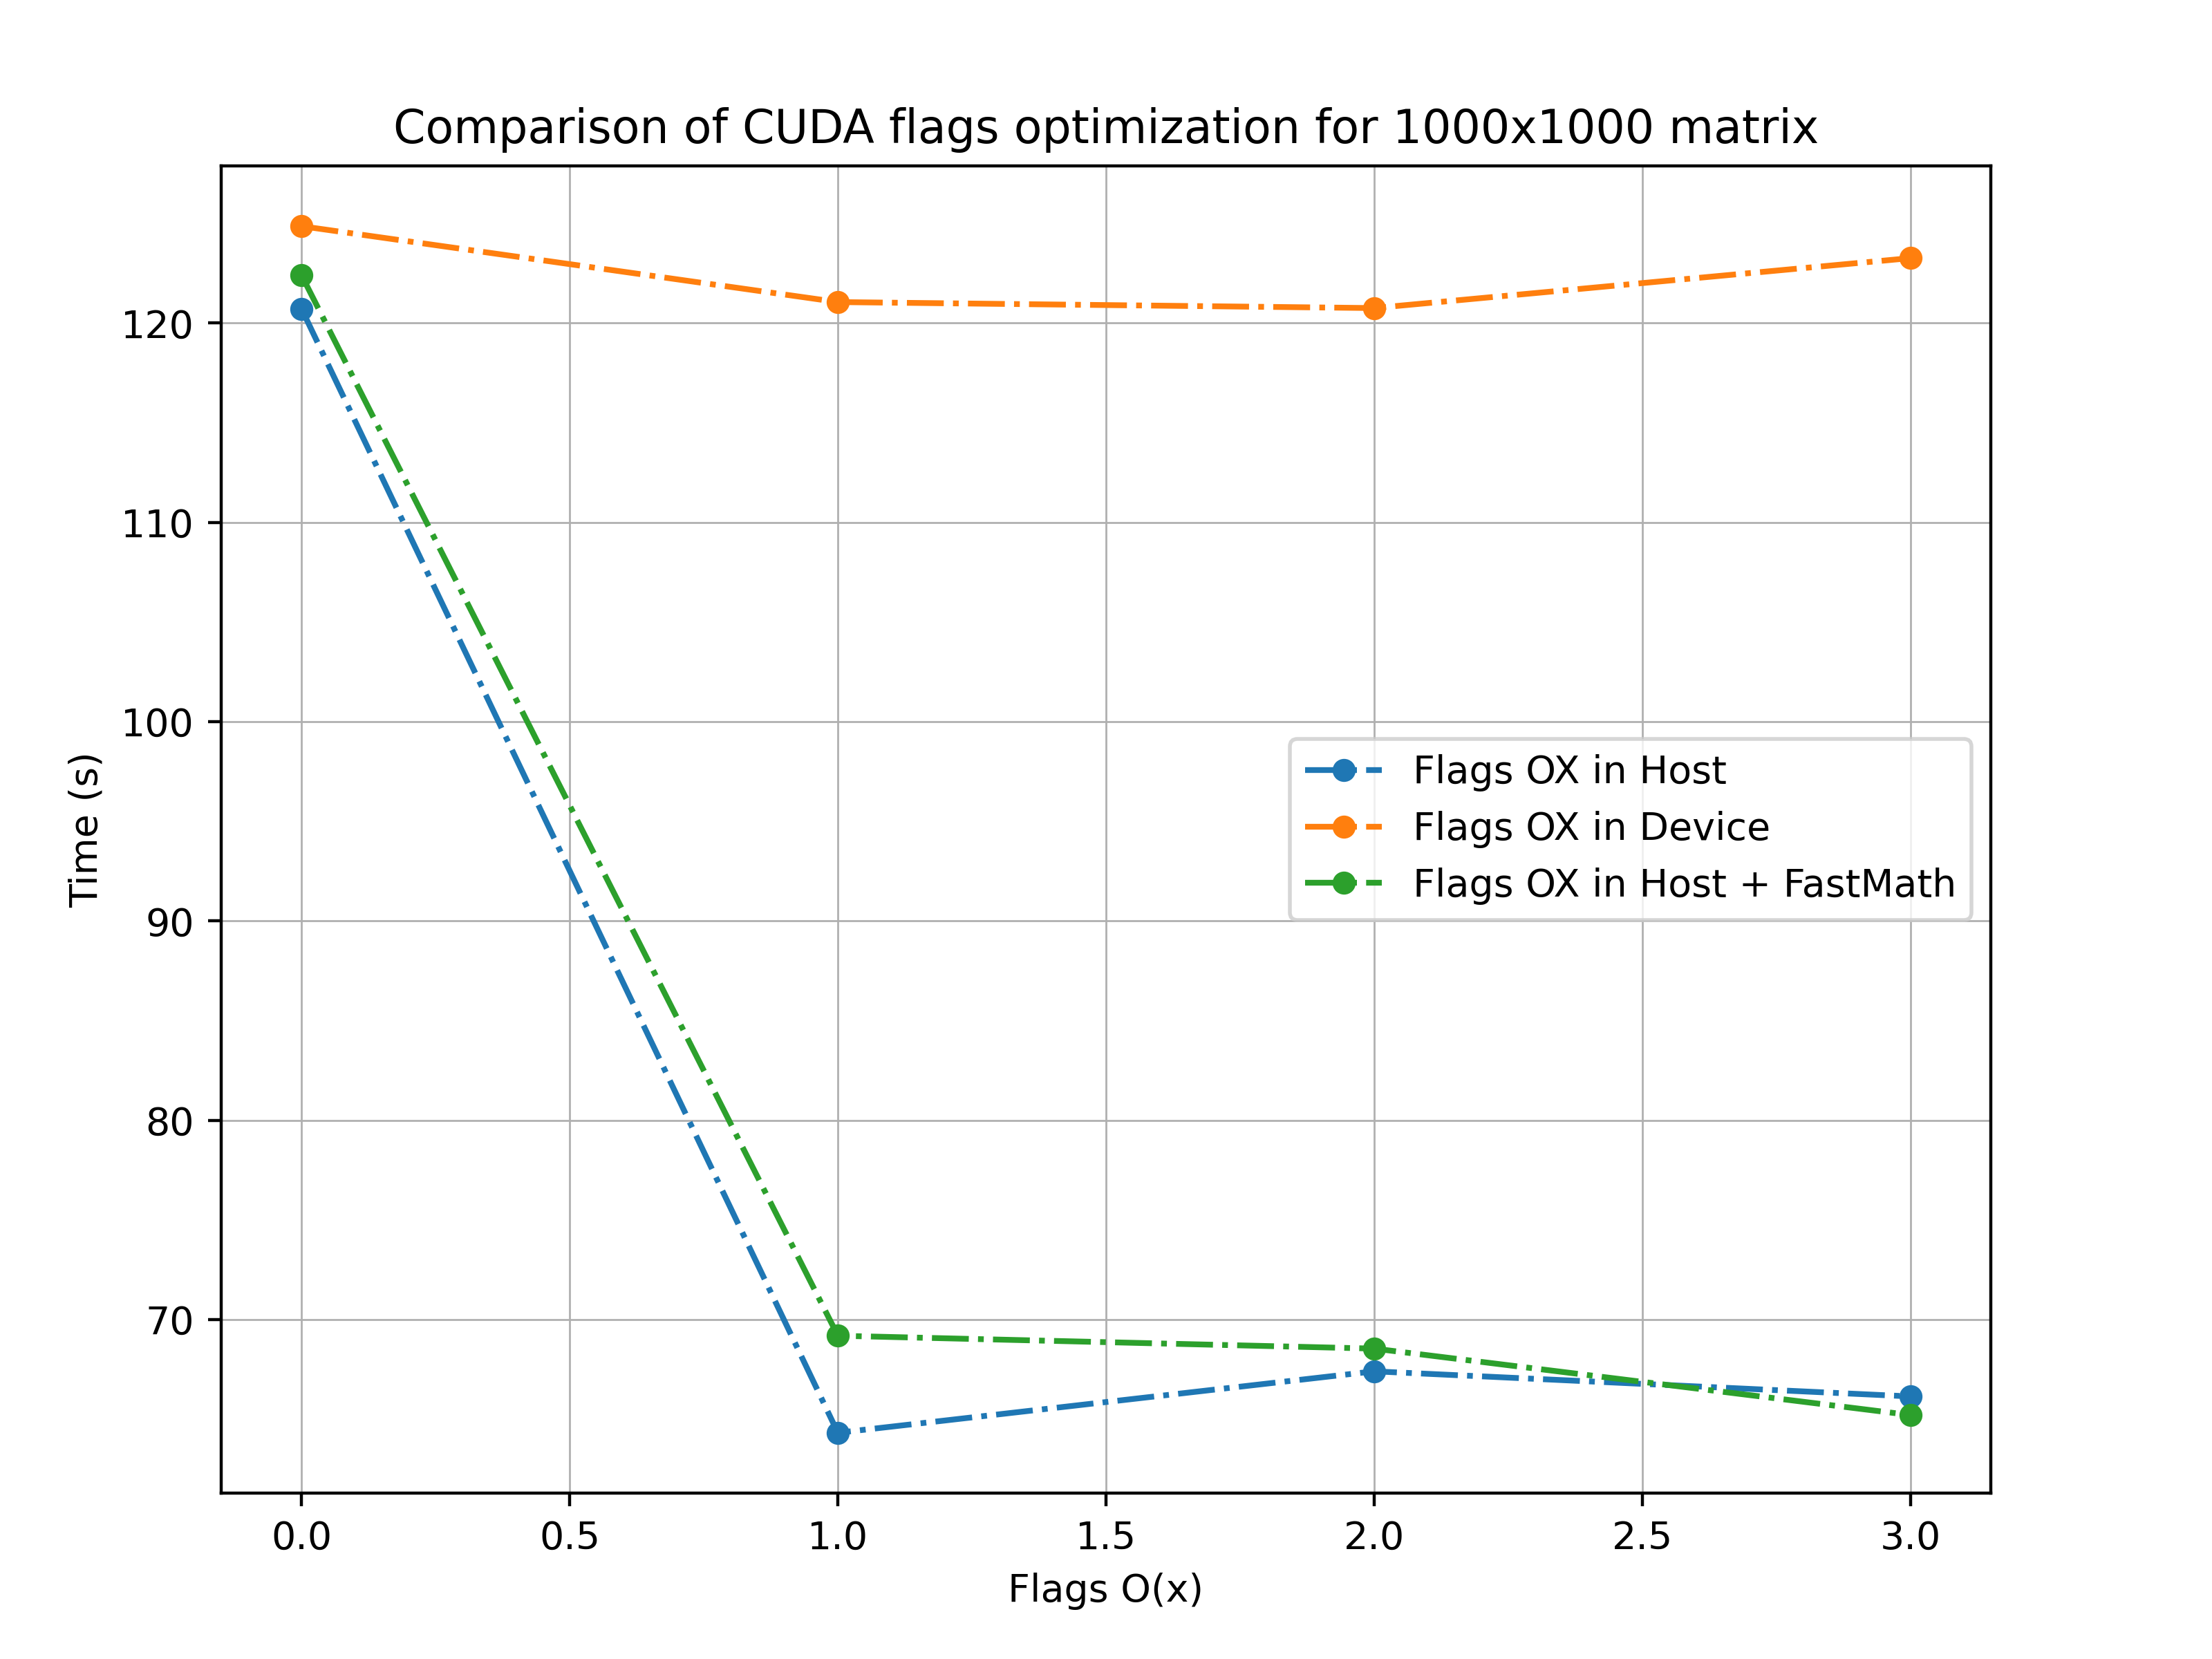 Comparison of CUDA flags optimization for 1000x1000 matrix
120
110
100
90
80
70
Time (s)
Flags OX in Host
Flags OX in Device
Flags OX in Host + FastMath
0.0 0.5 1.0 1.5 2.0 2.5 3.0
Flags O(x)